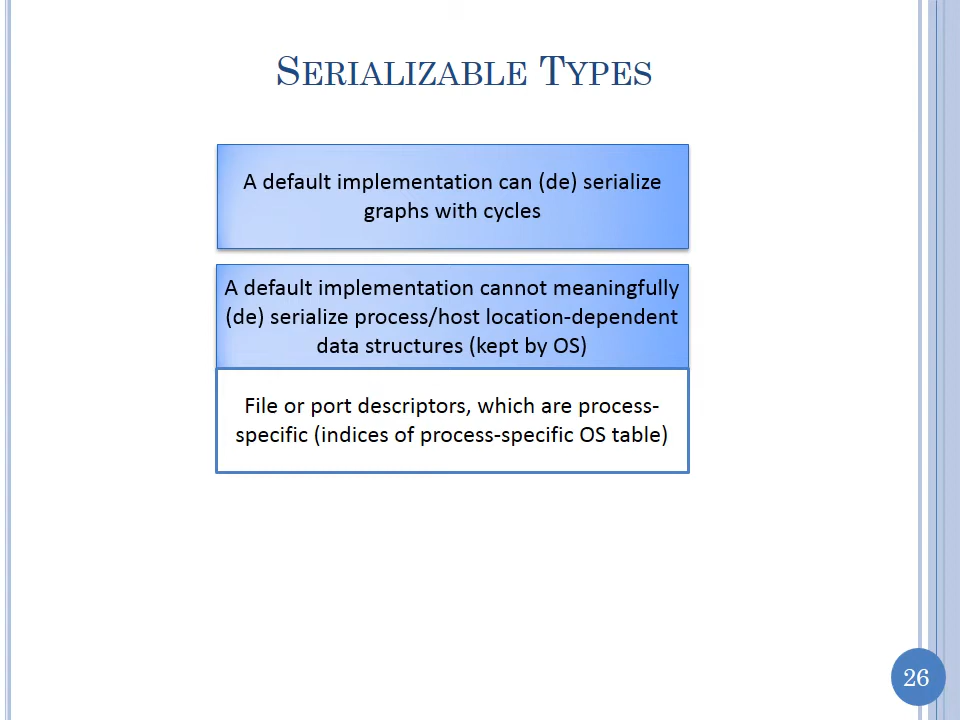 SERIALIZABLE TYPES
A default implementation can (de) serialize
graphs with cycles
A default implementation cannot meaningfully
(de) serialize process/host location-dependent
data structures (kept by OS)
File or port descriptors, which are process-
specific (indices of process-specific OS table)
26